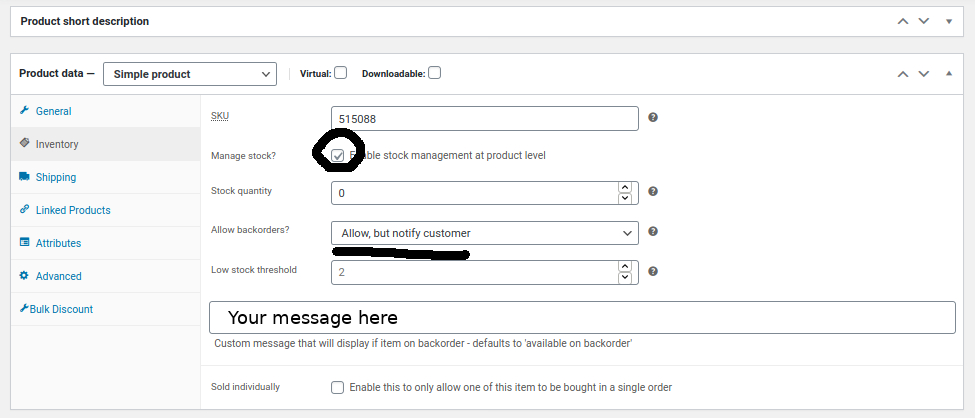 Product short description
Product data — Simple product Virtual: Downloadable:
General
Inventory
Shipping
Linked Products
Attributes
Advanced
Bulk Discount
SKU 515088
Manage stock? stock management at product level
Stock quantity 0
Allow backorders? Allow, but notify customer
Low stock threshold 2
Your message here
Custom message that will display if item on backorder - defaults to 'available on backorder'
Sold individually Enable this to only allow one of this item to be bought in a single order